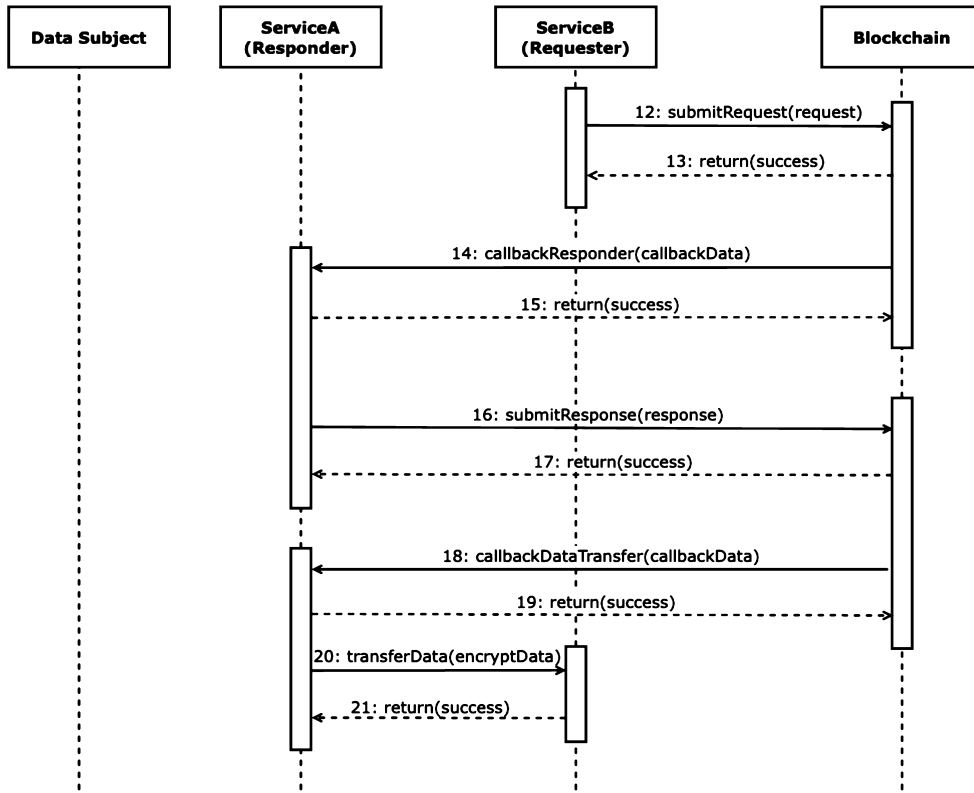 Data Subject
ServiceA
(Responder)
ServiceB
(Requester)
Blockchain
12: submitRequest(request)
13: return(success)
14: callbackResponder(callbackData)
15: return(success)
16: submitResponse(response)
17: return(success)
18: callbackDataTransfer(callbackData)
19: return(success)
20: transferData(encryptData)
21: return(success)